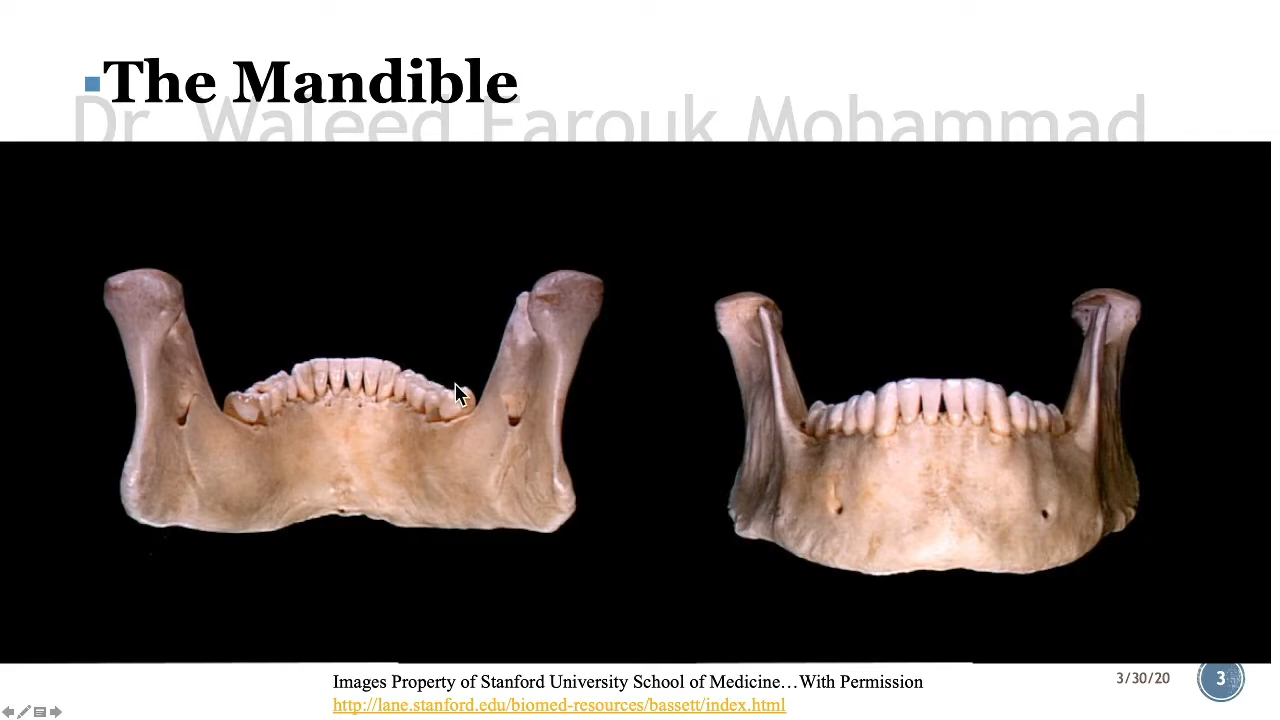 The Mandible
Dr. Waleed Farouk Mohammad
Images Property of Stanford University School of Medicine…With Permission
http://lane.stanford.edu/biomed-resources/bassett/index.html
3/30/20
3